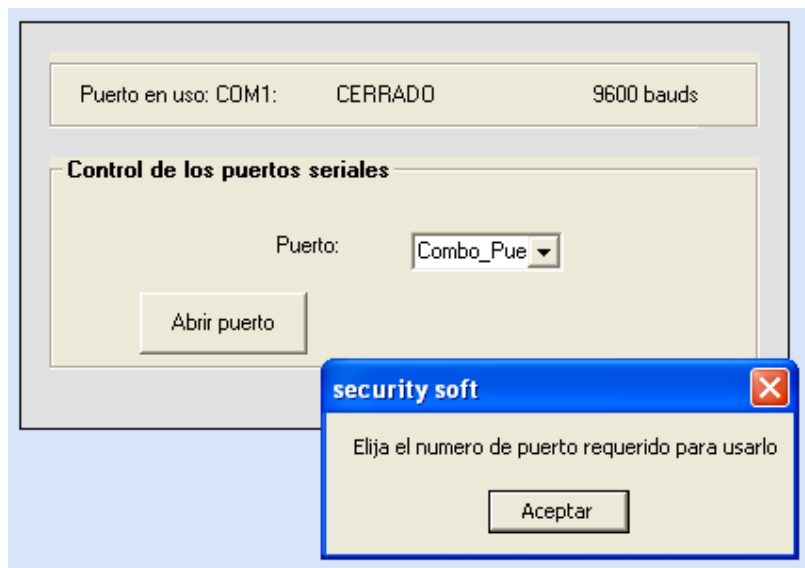 Puerto en uso: COM1: CERRADO 9600 bauds
Control de los puertos seriales
Puerto: Combo_Pue
Abrir puerto
security soft
Elija el numero de puerto requerido para usarlo
Aceptar